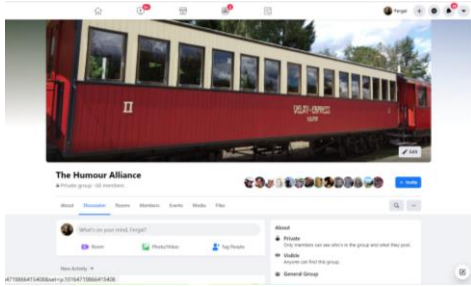 Fergal
II
Edit
The Humour Alliance
Private group · 60 members
+ Invite
About Discussion Rooms Members Events Media Files
What's on your mind, Fergal?
Room Photo/Video Tag People
New Activity
About
Private
Only members can see who's in the group and what they post.
Visible
Anyone can find this group.
General Group